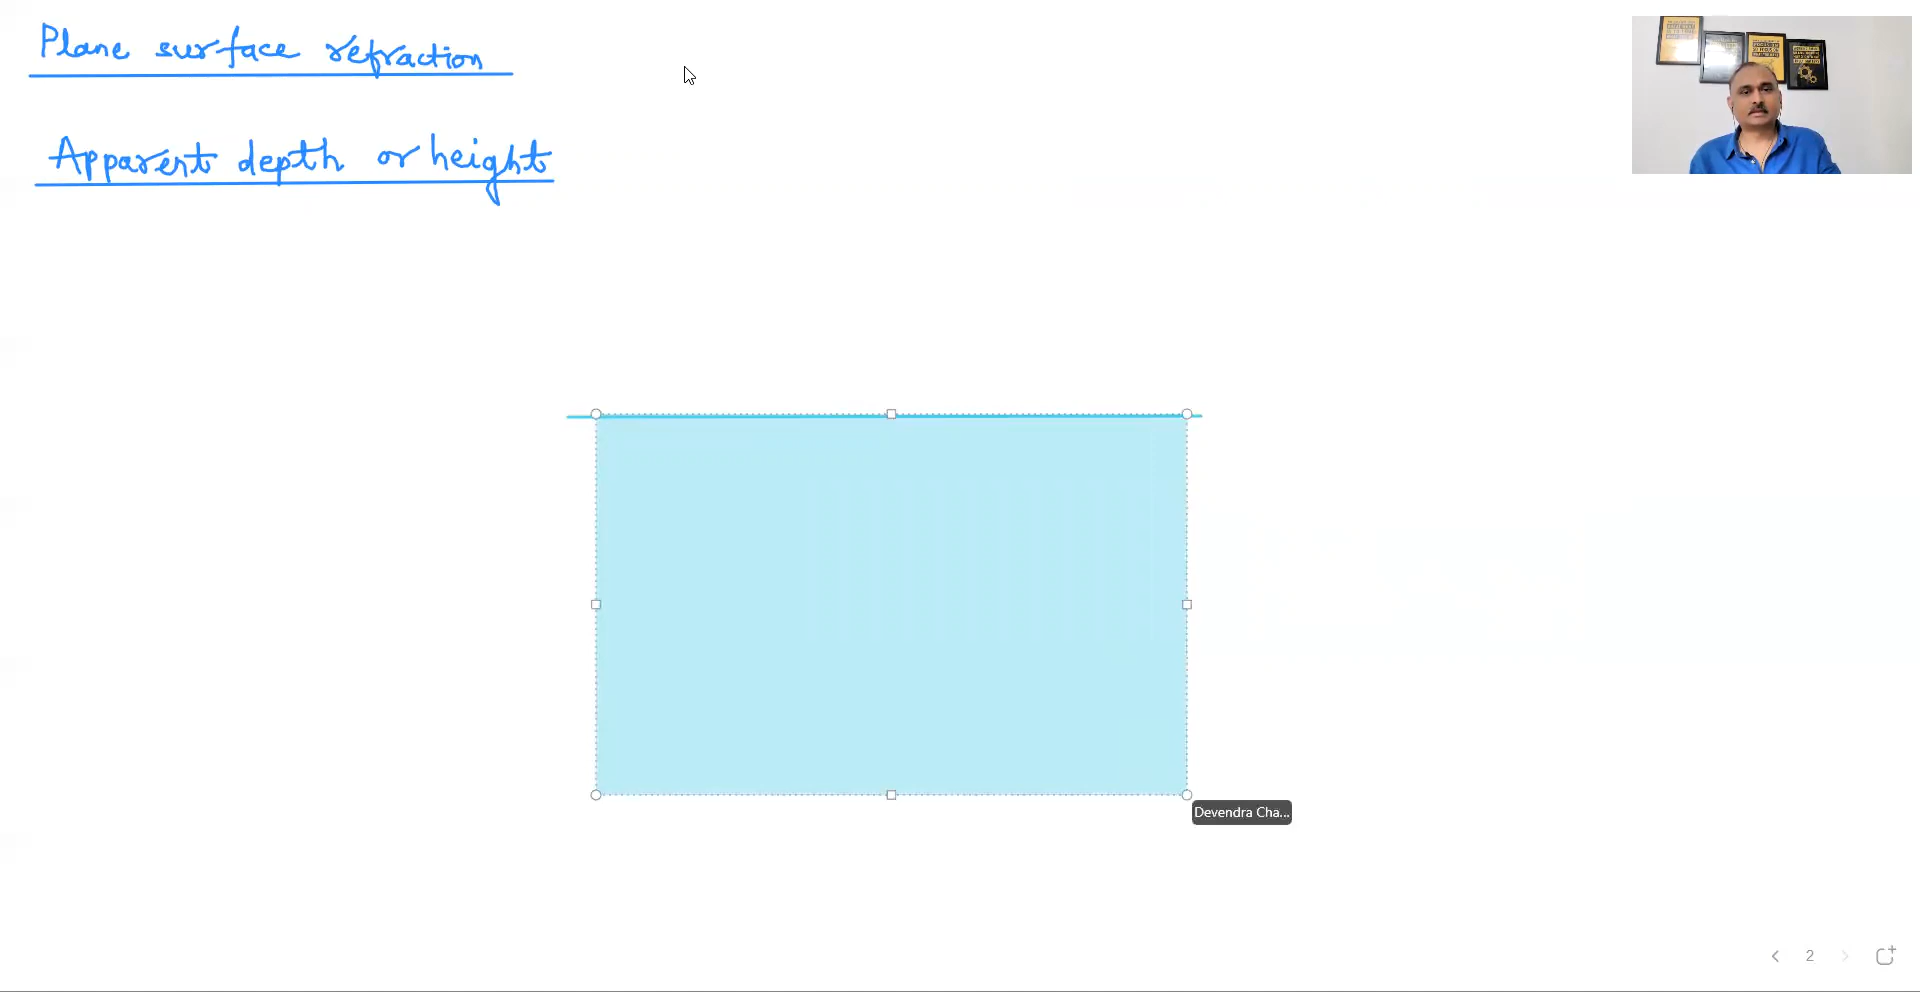 Plane surface refraction
Apparent depth or height
Devendra Cha...
2